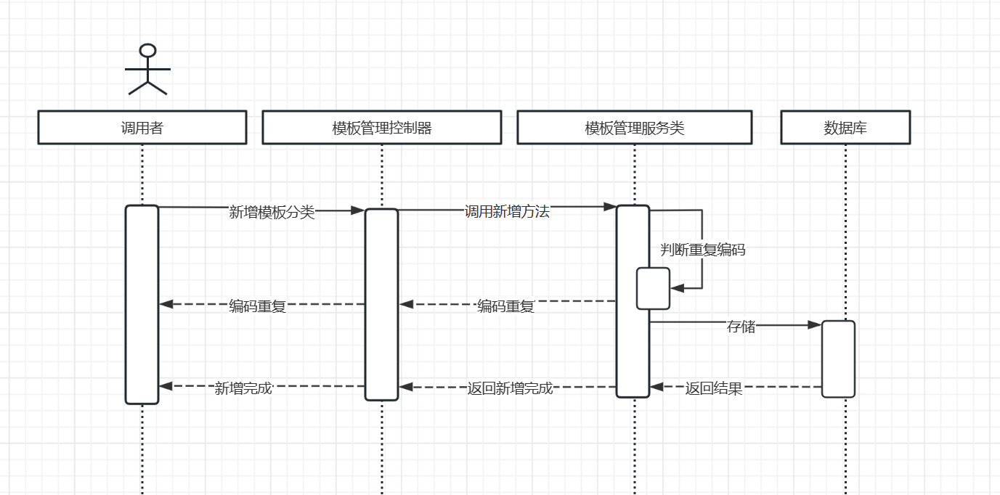 调用者
模板管理控制器
模板管理服务类
数据库
新增模板分类
调用新增方法
判断重复编码
编码重复
编码重复
存储
新增完成
返回新增完成
返回结果